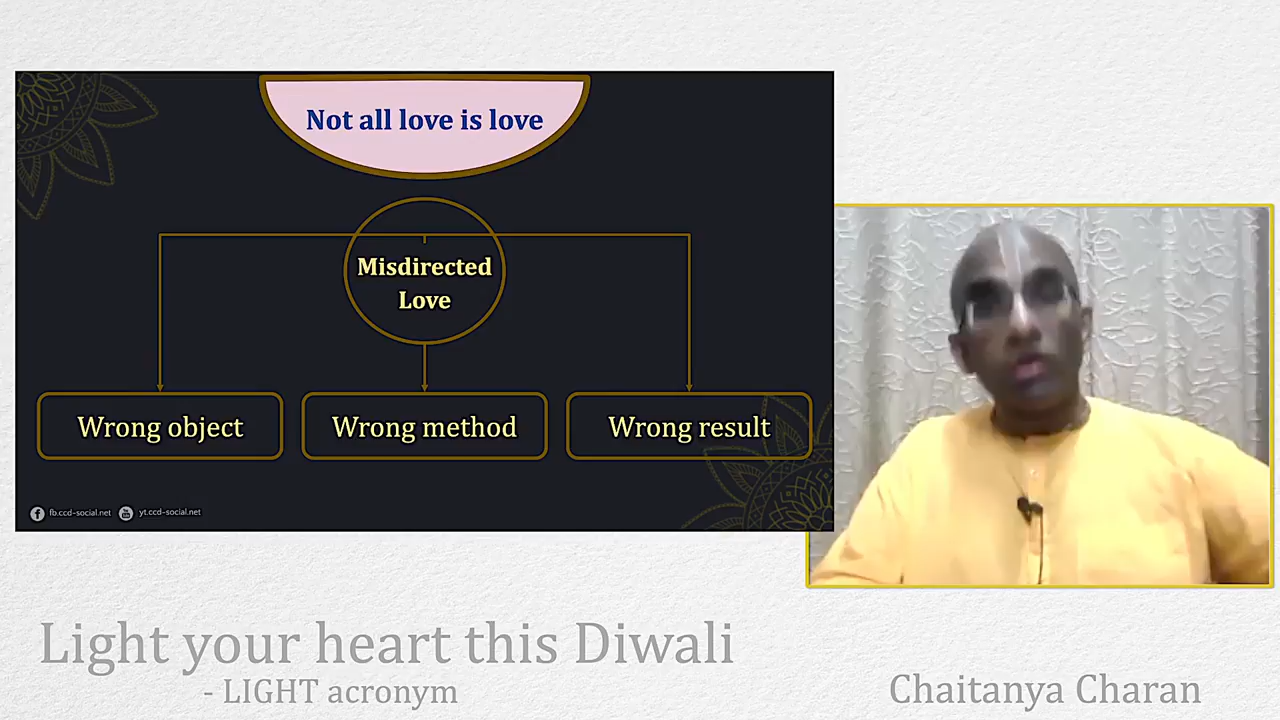 Not all love is love
Misdirected
Love
Wrong object
Wrong method
Wrong result
fb.ccd-social.net
yt.ccd-social.net
Light your heart this Diwali
- LIGHT acronym
Chaitanya Charan